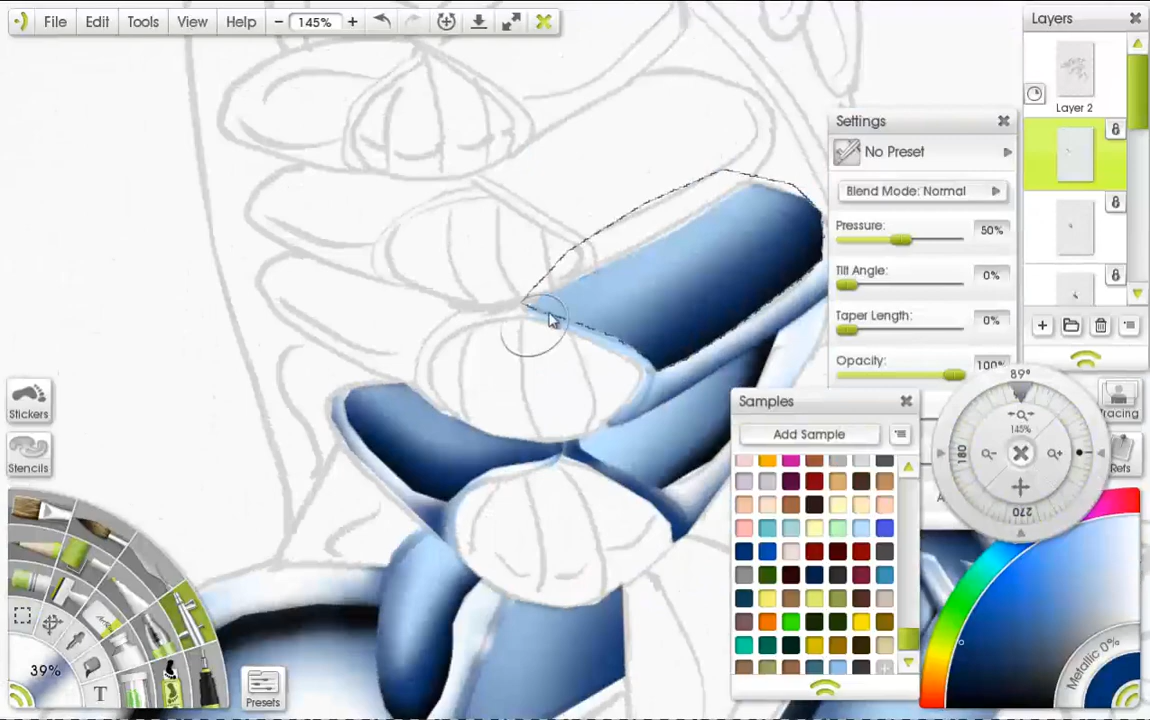 File Edit Tools View Help − 145% +
Layers
Layer 2
Settings
No Preset
Blend Mode: Normal
Pressure: 50%
Tilt Angle: 0%
Taper Length: 0%
Opacity: 100%
89°
145%
180
270
Tracing
Refs
Samples
Add Sample
Stickers
Stencils
39%
T
Presets
Metallic 0%